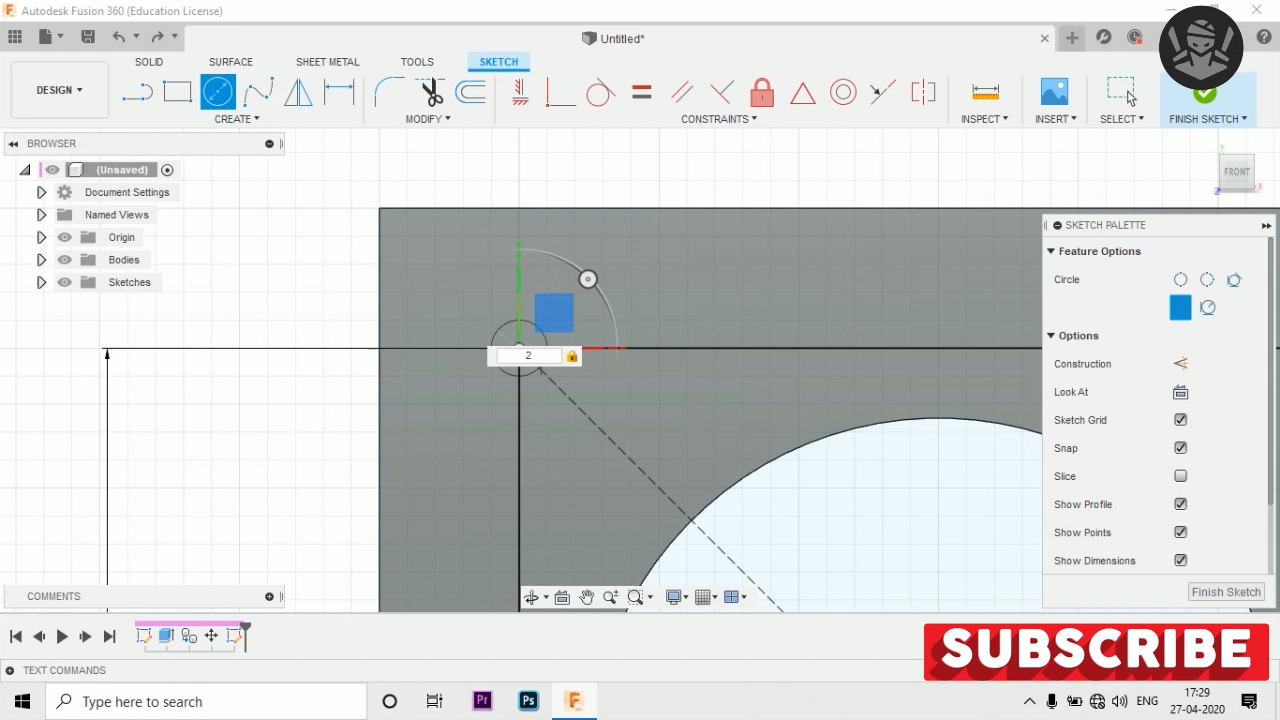 Autodesk Fusion 360 (Education License)
Untitled*
SOLID
SURFACE
SHEET METAL
TOOLS
SKETCH
DESIGN
CREATE
MODIFY
CONSTRAINTS
INSPECT
INSERT
SELECT
FINISH SKETCH
BROWSER
(Unsaved)
Document Settings
Named Views
Origin
Bodies
Sketches
Y
FRONT
X
Z
SKETCH PALETTE
Feature Options
Circle
Options
Construction
Look At
Sketch Grid
Snap
Slice
Show Profile
Show Points
Show Dimensions
Finish Sketch
2
COMMENTS
SUBSCRIBE
TEXT COMMANDS
Type here to search
Pr
Ps
F
ENG
17:29
27-04-2020